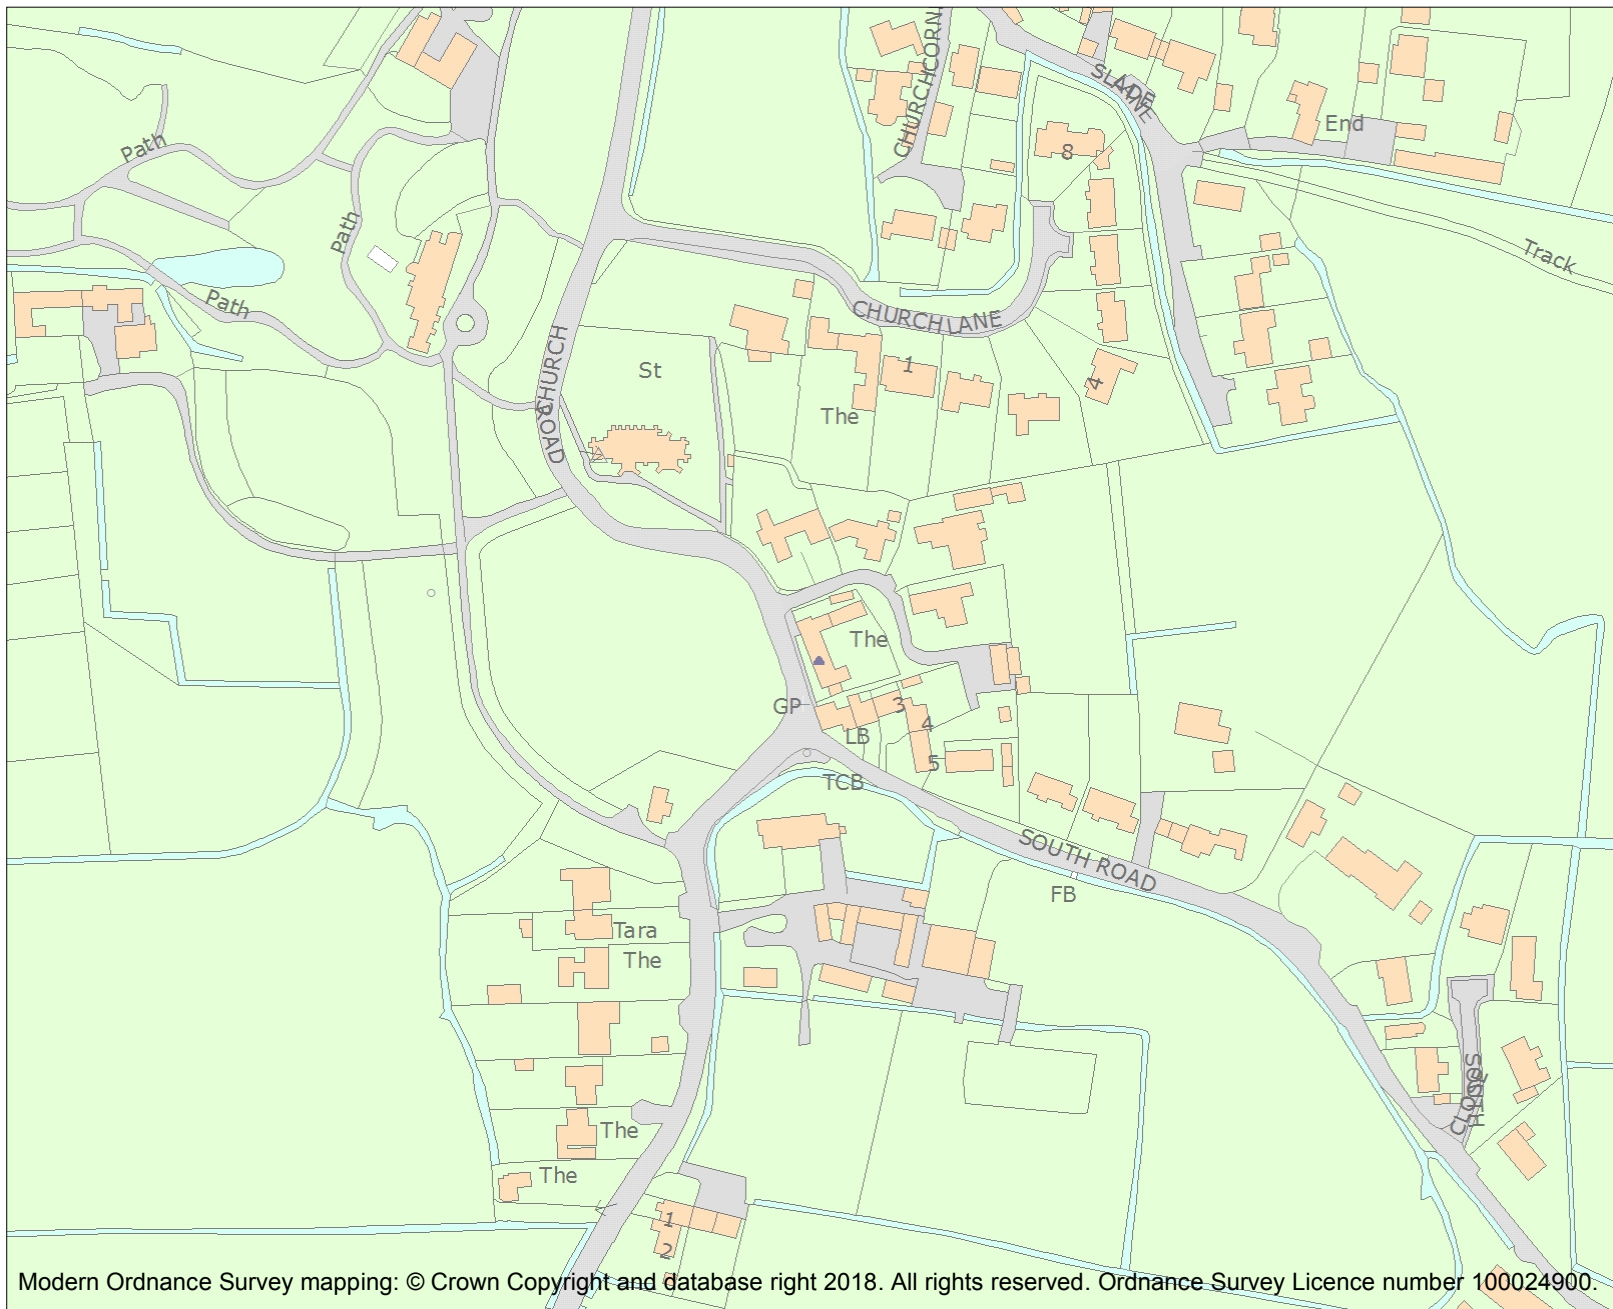 CHURCHCORN
SLADE
LANE
End
8
Path
Path
Path
Track
CHURCH LANE
CHURCH
ROAD
St
1
The
4
The
GP
3
4
LB
5
TCB
SOUTH ROAD
FB
Tara
The
The
The
SOUTH
CLOSE
1
2
Modern Ordnance Survey mapping: © Crown Copyright and database right 2018. All rights reserved. Ordnance Survey Licence number 100024900.